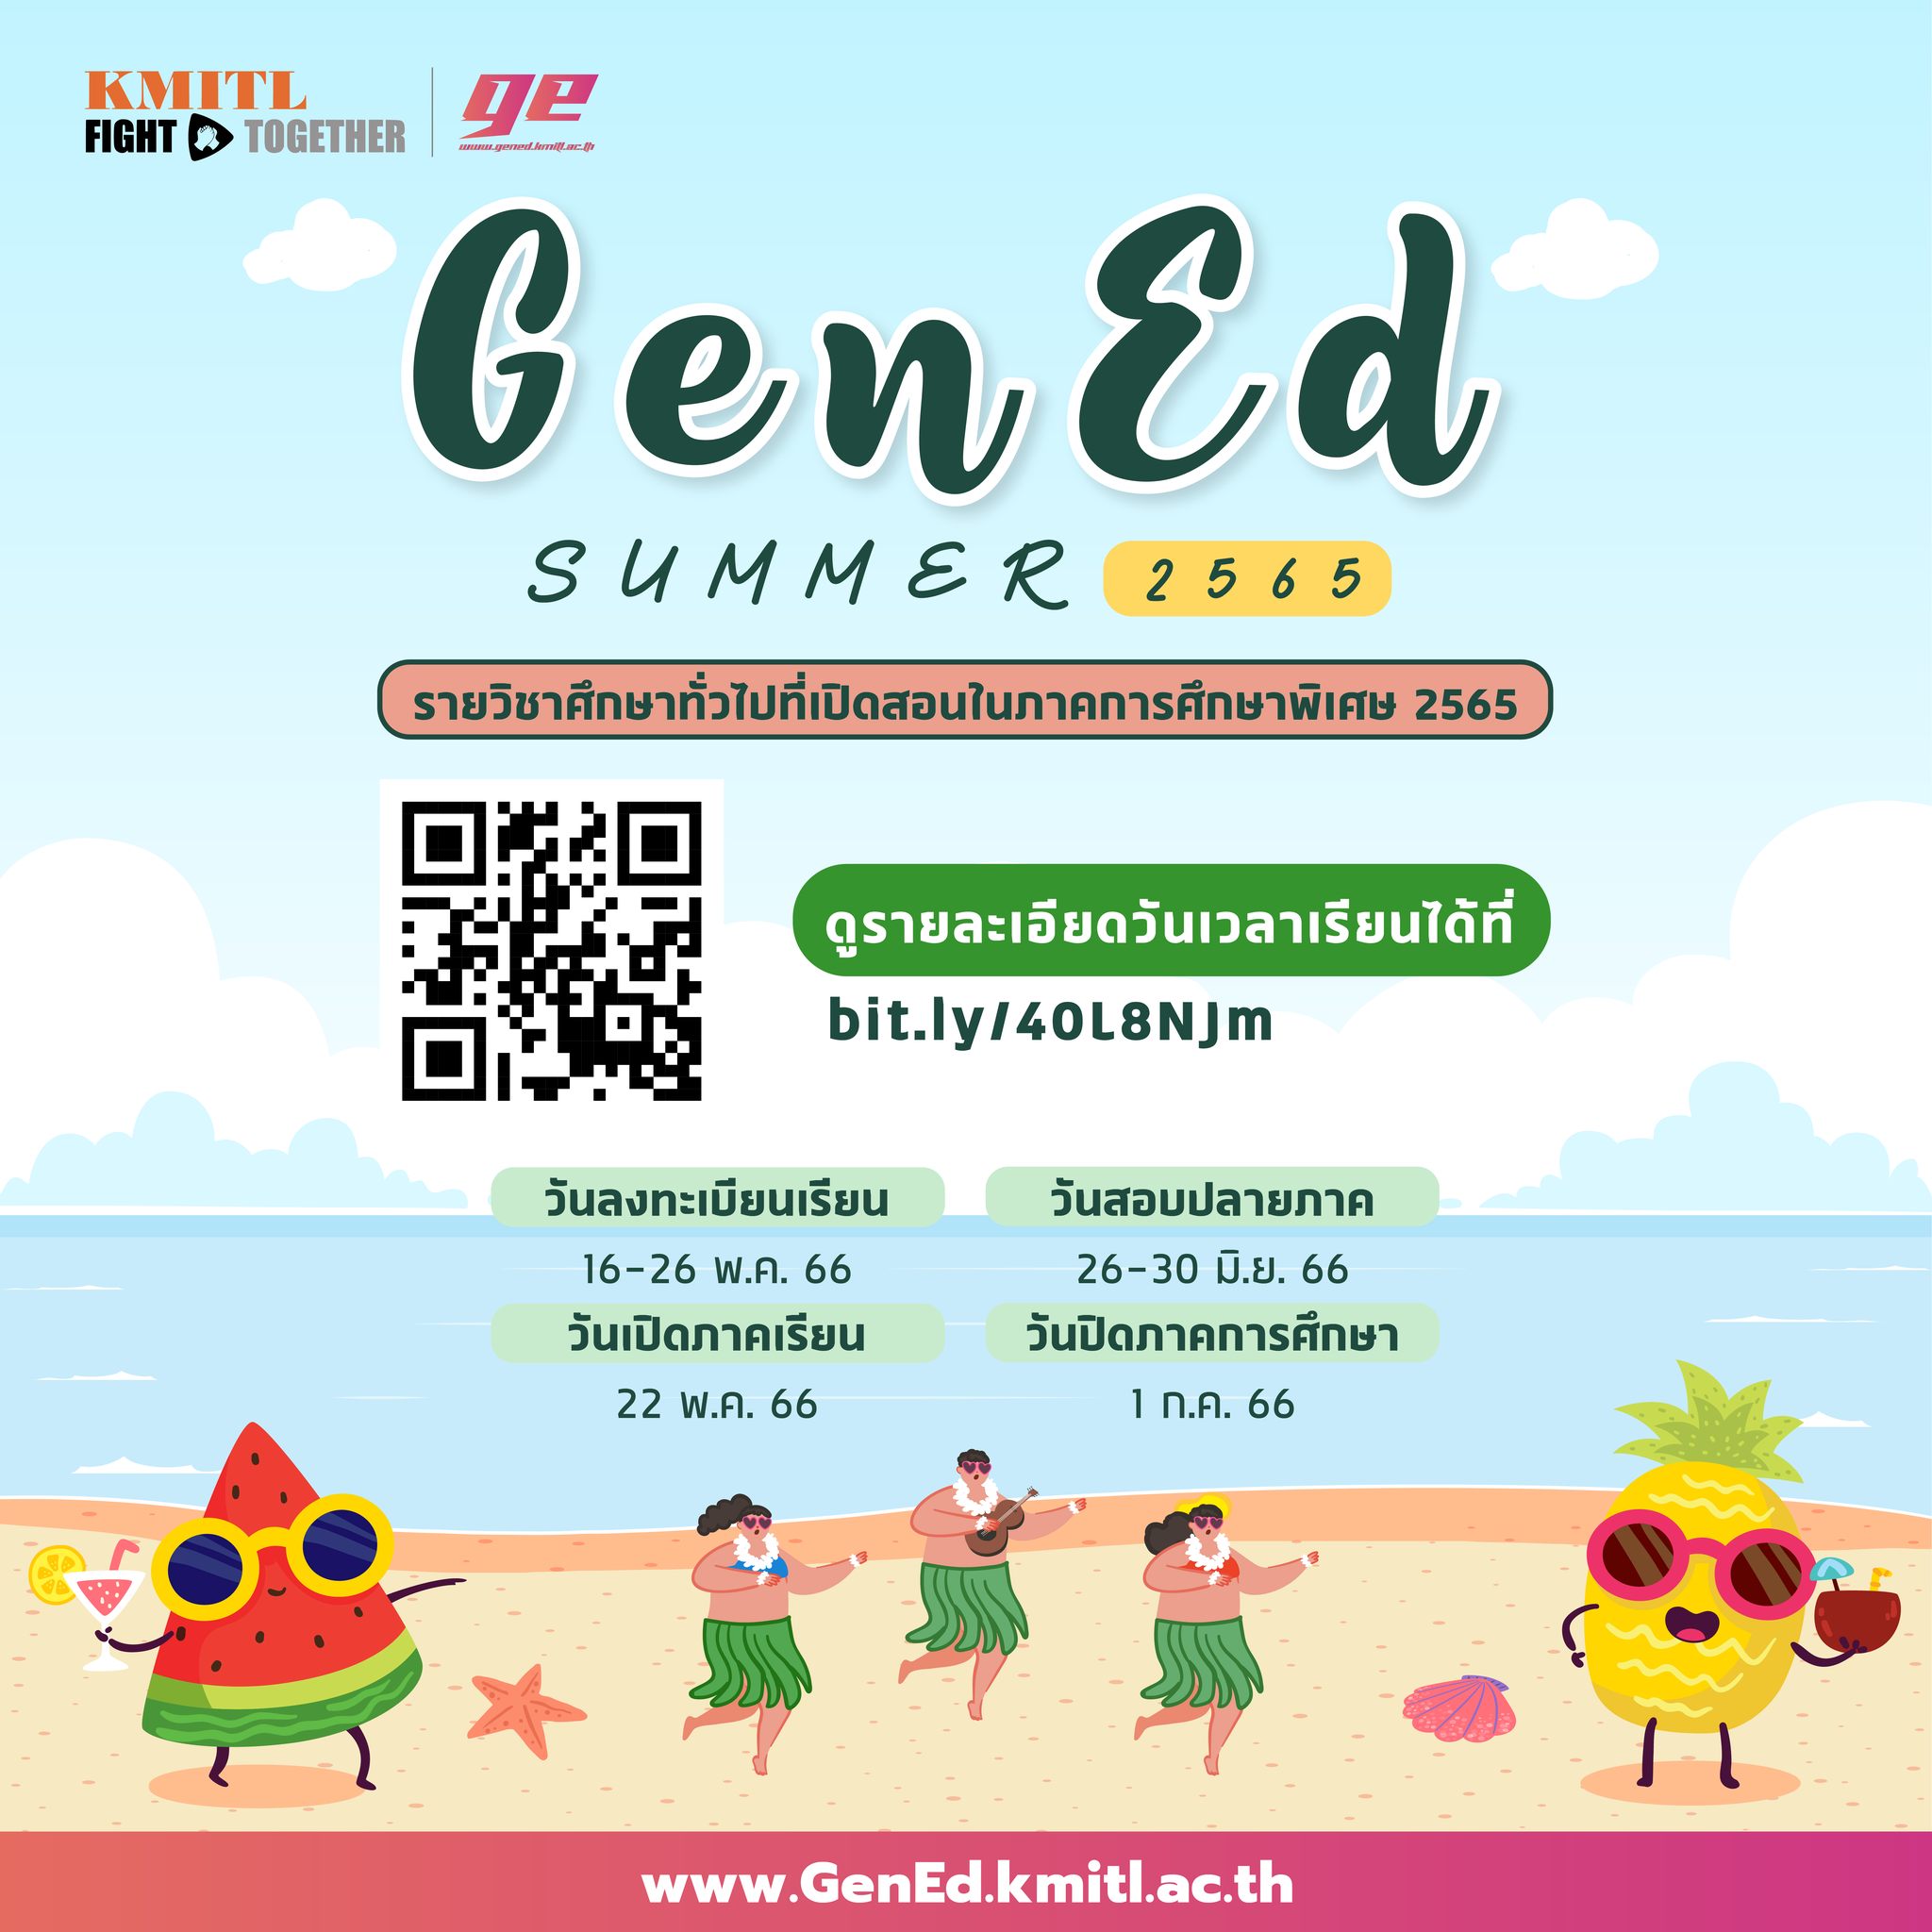 KMITL
FIGHT TOGETHER
ge
www.gened.kmitl.ac.th
GenEd
SUMMER 2565
รายวิชาศึกษาทั่วไปที่เปิดสอนในภาคการศึกษาพิเศษ 2565
ดูรายละเอียดวันเวลาเรียนได้ที่
bit.ly/40L8NJm
วันลงทะเบียนเรียน
16-26 พ.ค. 66
วันสอบปลายภาค
26-30 มิ.ย. 66
วันเปิดภาคเรียน
22 พ.ค. 66
วันปิดภาคการศึกษา
1 ก.ค. 66
www.GenEd.kmitl.ac.th